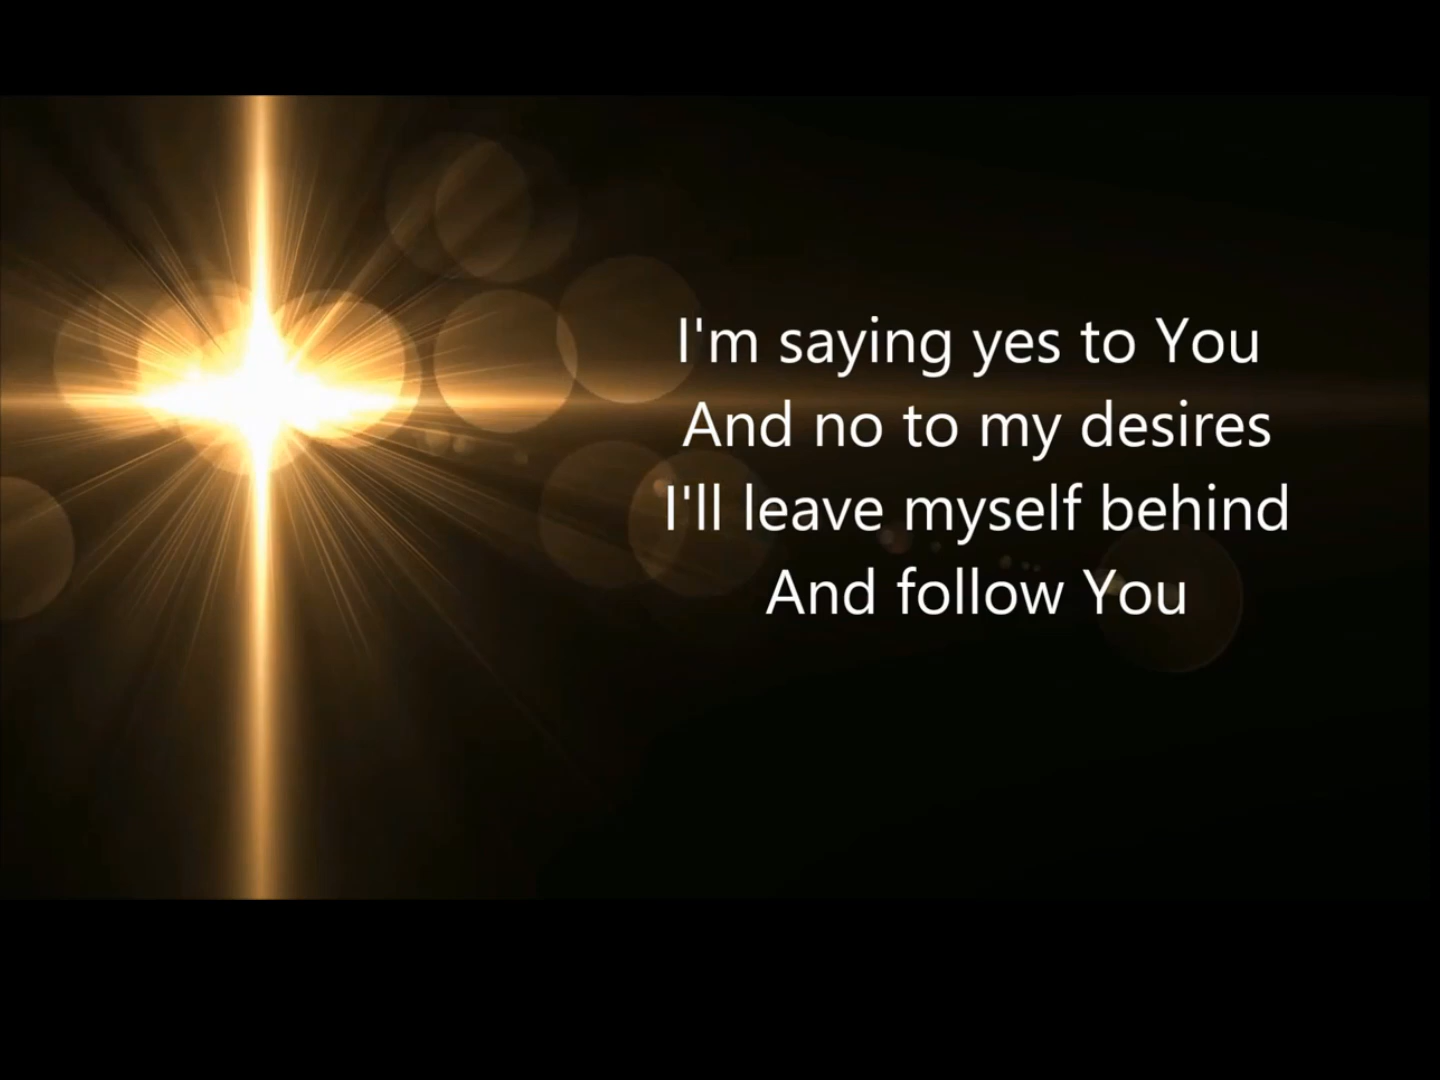 I'm saying yes to You
And no to my desires
I'll leave myself behind
And follow You